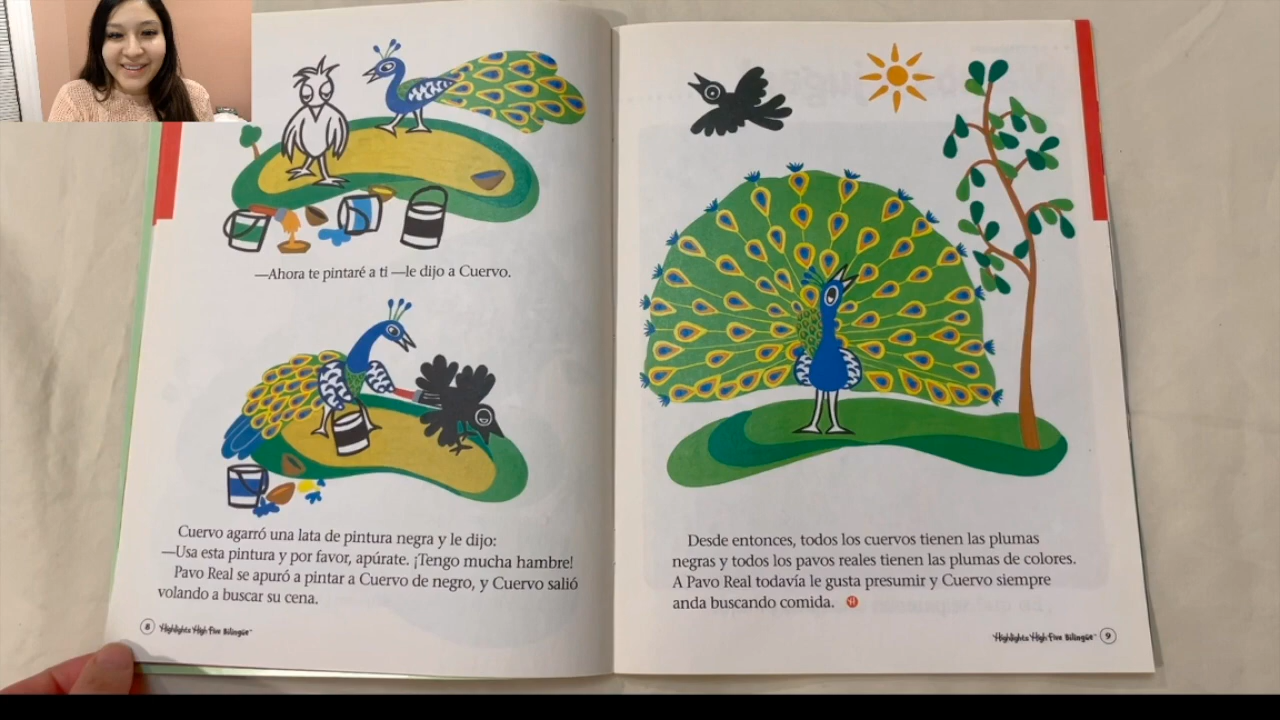 —Ahora te pintaré a ti —le dijo a Cuervo.
Cuervo agarró una lata de pintura negra y le dijo:
—Usa esta pintura y por favor, apúrate. ¡Tengo mucha hambre!
Pavo Real se apuró a pintar a Cuervo de negro, y Cuervo salió
volando a buscar su cena.
8 Highlights High Five Bilingüe™
Desde entonces, todos los cuervos tienen las plumas
negras y todos los pavos reales tienen las plumas de colores.
A Pavo Real todavía le gusta presumir y Cuervo siempre
anda buscando comida.
Highlights High Five Bilingüe™ 9